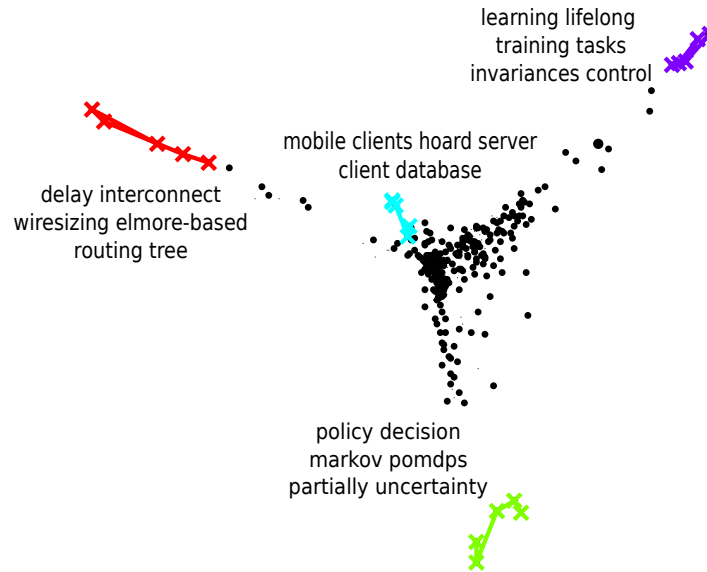 learning lifelong
training tasks
invariances control
mobile clients hoard server
client database
delay interconnect
wiresizing elmore-based
routing tree
policy decision
markov pomdps
partially uncertainty